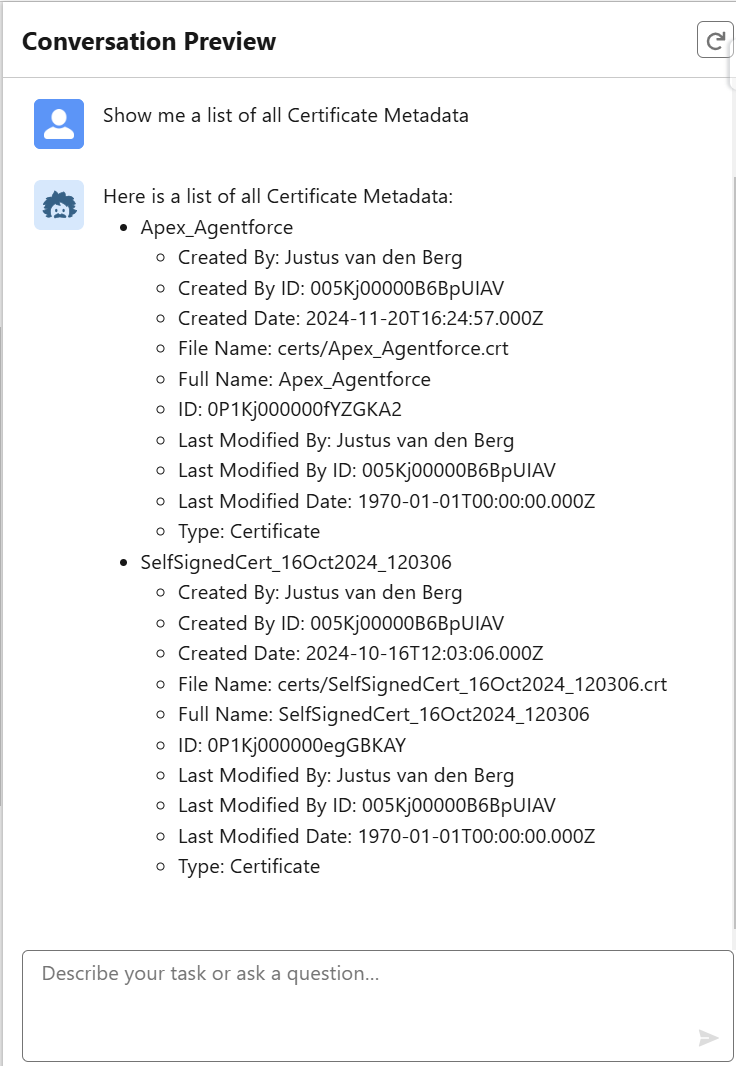 Conversation Preview
Show me a list of all Certificate Metadata
Here is a list of all Certificate Metadata:
Apex_Agentforce
Created By: Justus van den Berg
Created By ID: 005Kj00000B6BpUIAV
Created Date: 2024-11-20T16:24:57.000Z
File Name: certs/Apex_Agentforce.crt
Full Name: Apex_Agentforce
ID: 0P1Kj000000fYZGKA2
Last Modified By: Justus van den Berg
Last Modified By ID: 005Kj00000B6BpUIAV
Last Modified Date: 1970-01-01T00:00:00.000Z
Type: Certificate
SelfSignedCert_16Oct2024_120306
Created By: Justus van den Berg
Created By ID: 005Kj00000B6BpUIAV
Created Date: 2024-10-16T12:03:06.000Z
File Name: certs/SelfSignedCert_16Oct2024_120306.crt
Full Name: SelfSignedCert_16Oct2024_120306
ID: 0P1Kj000000egGBKAY
Last Modified By: Justus van den Berg
Last Modified By ID: 005Kj00000B6BpUIAV
Last Modified Date: 1970-01-01T00:00:00.000Z
Type: Certificate
Describe your task or ask a question...